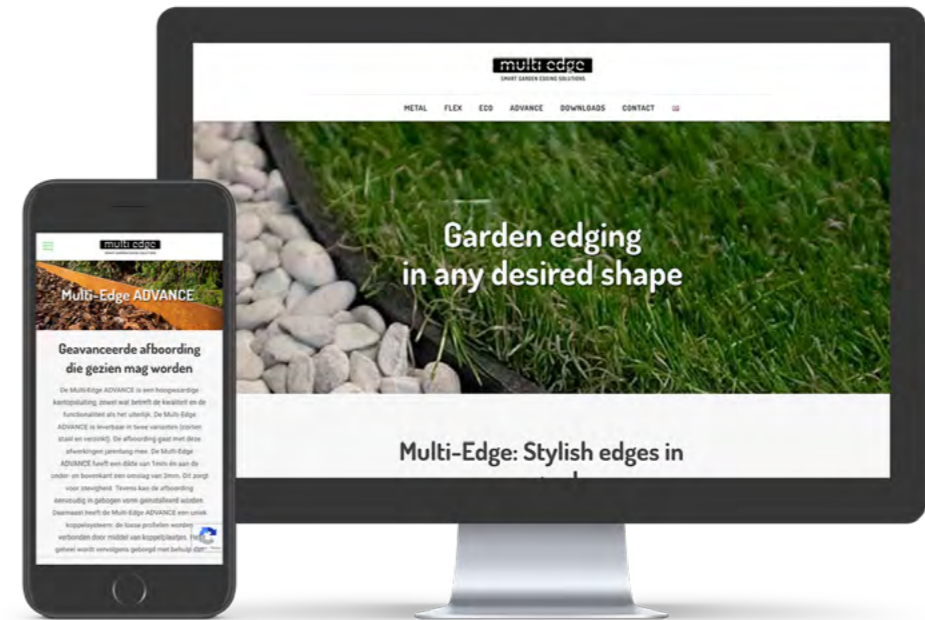 multi edge
SMART GARDEN EDGING SOLUTIONS
METAL FLEX ECO ADVANCE DOWNLOADS CONTACT
Garden edging
in any desired shape
Multi-Edge: Stylish edges in
multi edge
Multi-Edge ADVANCE
Geavanceerde afboording
die gezien mag worden
De Multi-Edge ADVANCE is een hoogwaardige
kantopsluiting, zowel wat betreft de kwaliteit en de
functionaliteit als het uiterlijk. De Multi-Edge
ADVANCE is leverbaar in twee varianten (corten
staal en verzinkt). De afboording gaat met deze
afwerkingen jarenlang mee. De Multi-Edge
ADVANCE heeft een dikte van 1mm én aan de
onder- en bovenkant een omslag van 3mm. Dit zorgt
voor stevigheid. Tevens kan de afboording
eenvoudig in gebogen vorm geïnstalleerd worden.
Daarnaast heeft de Multi-Edge ADVANCE een uniek
koppelsysteem: de losse profielen worden
verbonden door middel van koppelplaatjes. Het
geheel wordt vervolgens geborgd met behulp van